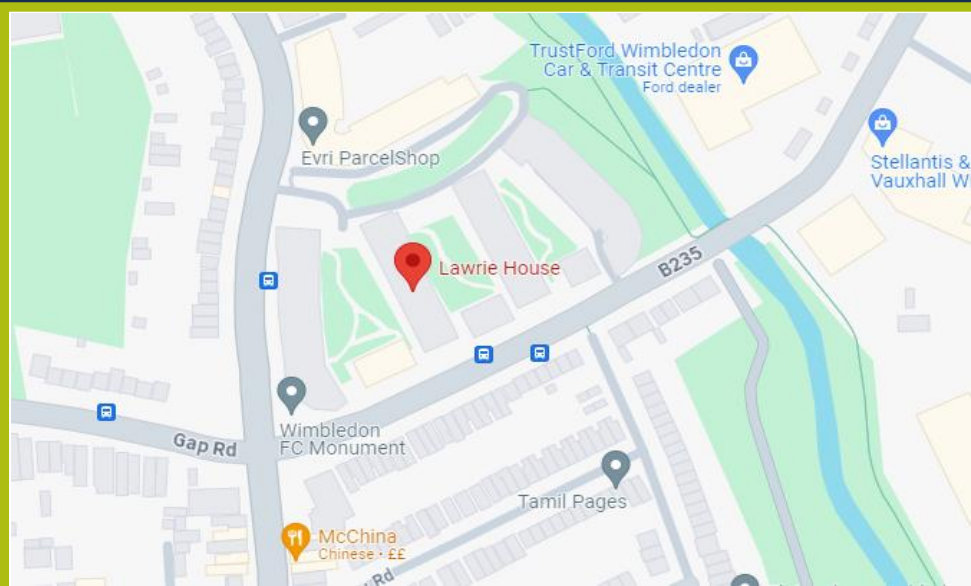 TrustFord Wimbledon
Car & Transit Centre
Ford dealer
Stellantis &
Vauxhall W
Evri ParcelShop
Lawrie House
B235
Wimbledon
FC Monument
Gap Rd
Tamil Pages
McChina
Chinese · ££
Rd